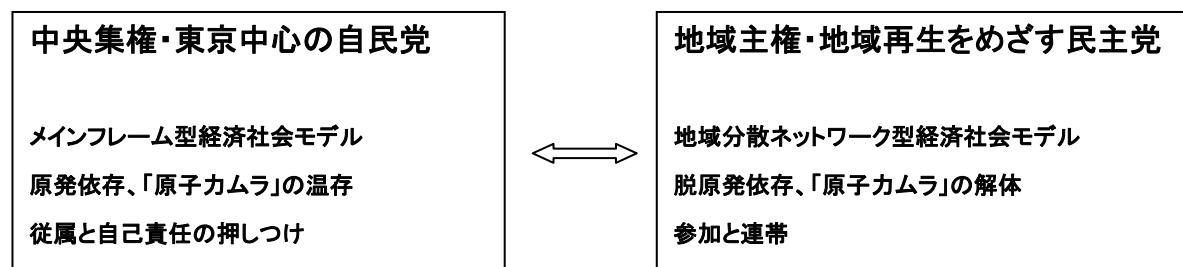 中央集権・東京中心の自民党
メインフレーム型経済社会モデル
原発依存、「原子力ムラ」の温存
従属と自己責任の押しつけ
地域主権・地域再生をめざす民主党
地域分散ネットワーク型経済社会モデル
脱原発依存、「原子力ムラ」の解体
参加と連帯